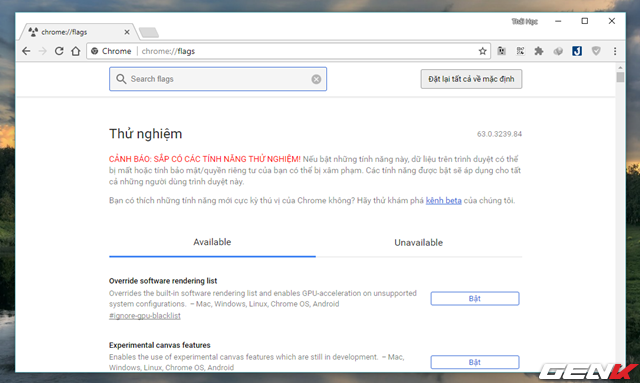 Thất Học
chrome://flags
Chrome | chrome://flags
Search flags
Đặt lại tất cả về mặc định
Thử nghiệm
63.0.3239.84
CẢNH BÁO: SẮP CÓ CÁC TÍNH NĂNG THỬ NGHIỆM! Nếu bật những tính năng này, dữ liệu trên trình duyệt có thể
bị mất hoặc tính bảo mật/quyền riêng tư của bạn có thể bị xâm phạm. Các tính năng được bật sẽ áp dụng cho tất
cả những người dùng trình duyệt này.
Bạn có thích những tính năng mới cực kỳ thú vị của Chrome không? Hãy thử khám phá kênh beta của chúng tôi.
Available
Unavailable
Override software rendering list
Overrides the built-in software rendering list and enables GPU-acceleration on unsupported
system configurations. – Mac, Windows, Linux, Chrome OS, Android
#ignore-gpu-blacklist
Bật
Experimental canvas features
Enables the use of experimental canvas features which are still in development. – Mac,
Windows, Linux, Chrome OS, Android
Bật
GENK